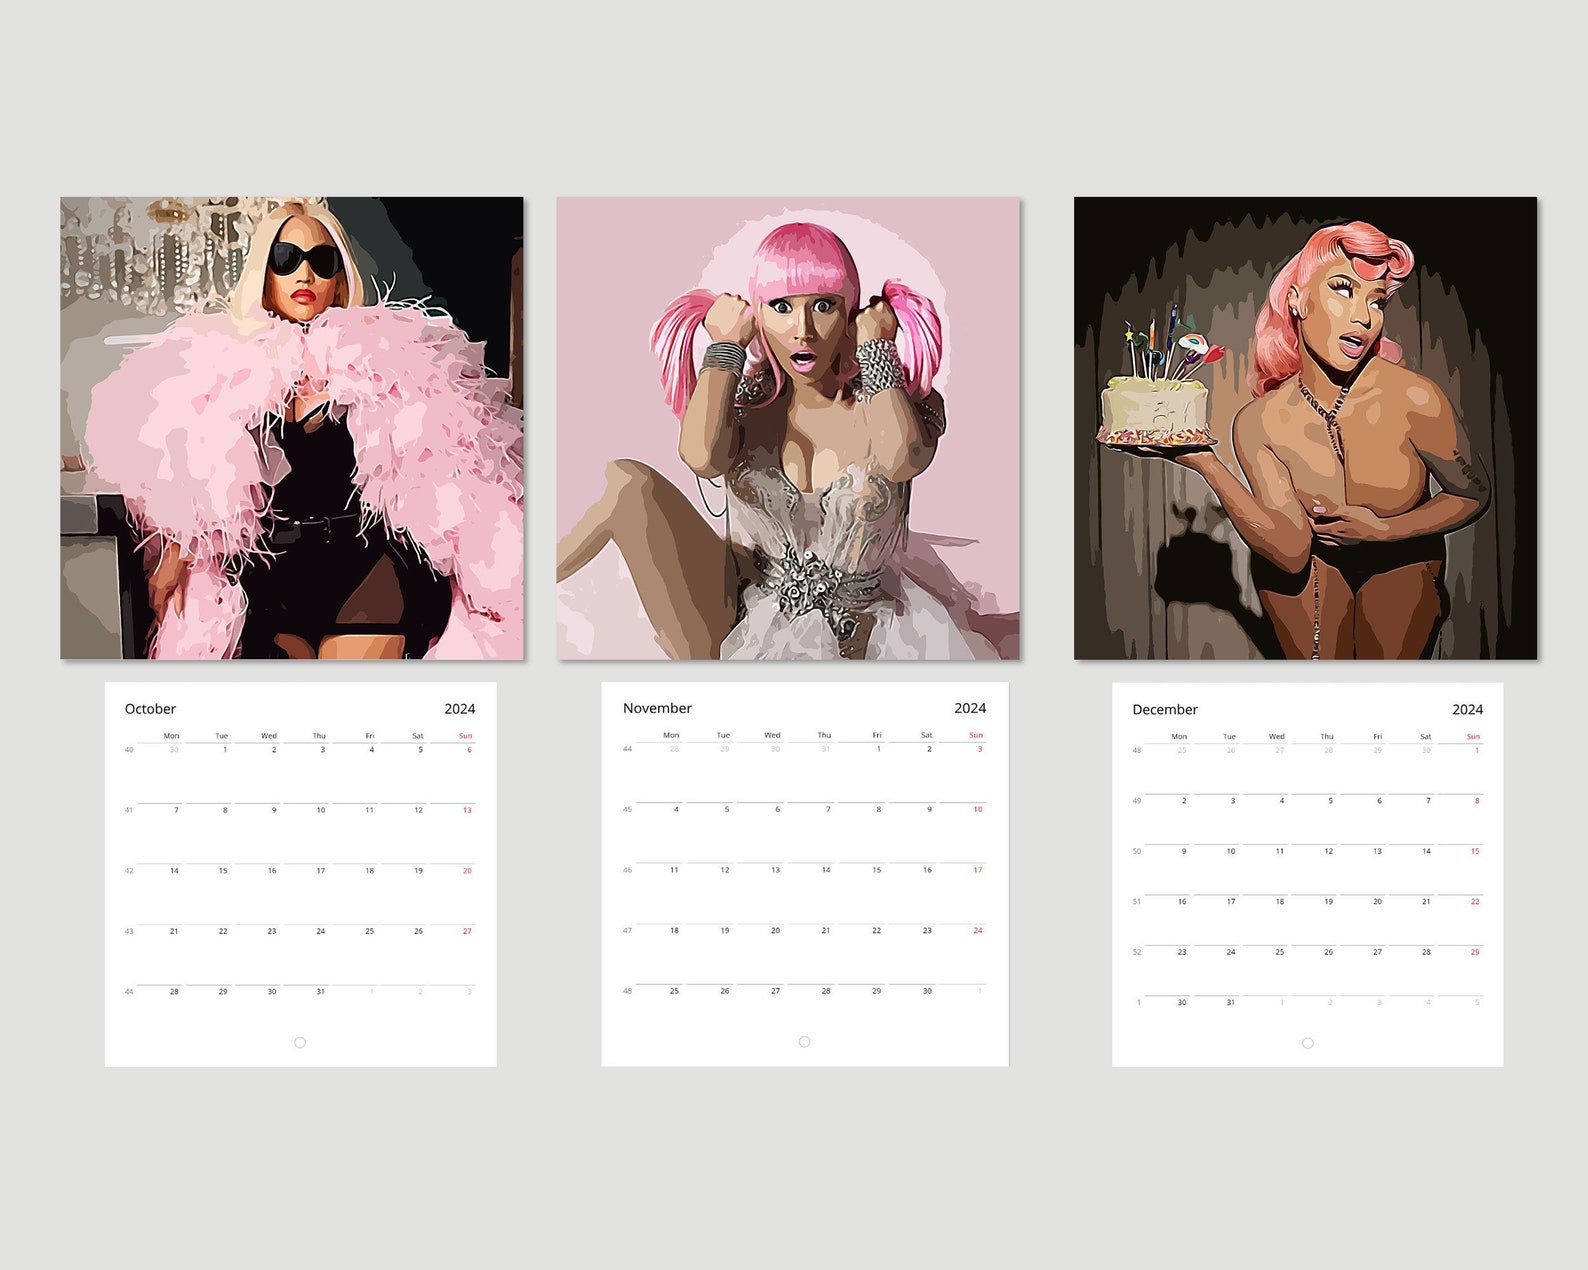 October 2024
Mon Tue Wed Thu Fri Sat Sun
40 30 1 2 3 4 5 6
41 7 8 9 10 11 12 13
42 14 15 16 17 18 19 20
43 21 22 23 24 25 26 27
44 28 29 30 31 1 2 3
November 2024
Mon Tue Wed Thu Fri Sat Sun
44 28 29 30 31 1 2 3
45 4 5 6 7 8 9 10
46 11 12 13 14 15 16 17
47 18 19 20 21 22 23 24
48 25 26 27 28 29 30 1
December 2024
Mon Tue Wed Thu Fri Sat Sun
48 25 26 27 28 29 30 1
49 2 3 4 5 6 7 8
50 9 10 11 12 13 14 15
51 16 17 18 19 20 21 22
52 23 24 25 26 27 28 29
1 30 31 1 2 3 4 5